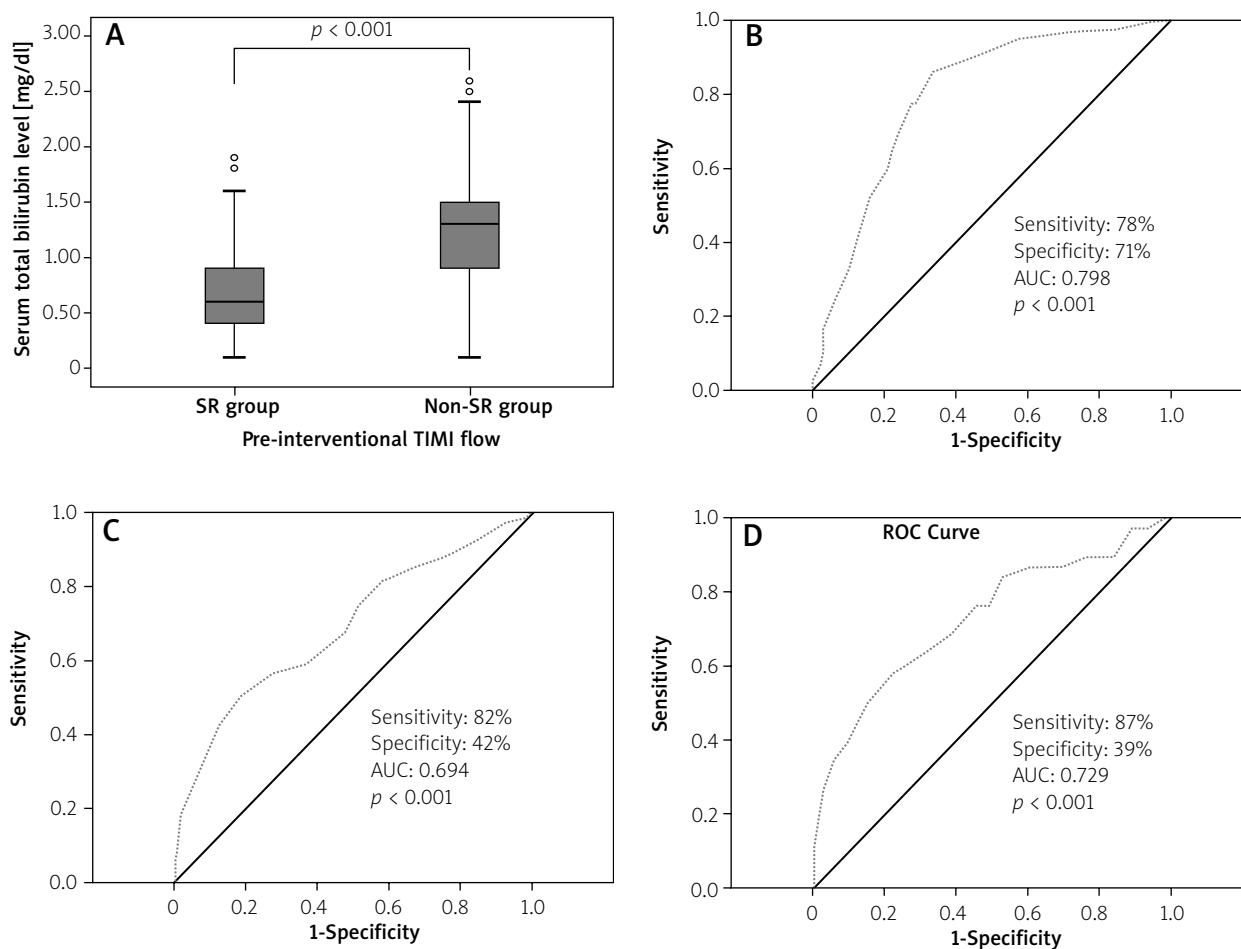 A
p < 0.001
Serum total bilirubin level [mg/dl]
3.00
2.50
2.00
1.50
1.00
0.50
0
SR group
Non-SR group
Pre-interventional TIMI flow
B
Sensitivity
1.0
0.8
0.6
0.4
0.2
0.0
Sensitivity: 78%
Specificity: 71%
AUC: 0.798
p < 0.001
0 0.2 0.4 0.6 0.8 1.0
1-Specificity
C
Sensitivity
1.0
0.8
0.6
0.4
0.2
0.0
Sensitivity: 82%
Specificity: 42%
AUC: 0.694
p < 0.001
0 0.2 0.4 0.6 0.8 1.0
1-Specificity
D
ROC Curve
Sensitivity
1.0
0.8
0.6
0.4
0.2
0.0
Sensitivity: 87%
Specificity: 39%
AUC: 0.729
p < 0.001
0 0.2 0.4 0.6 0.8 1.0
1-Specificity